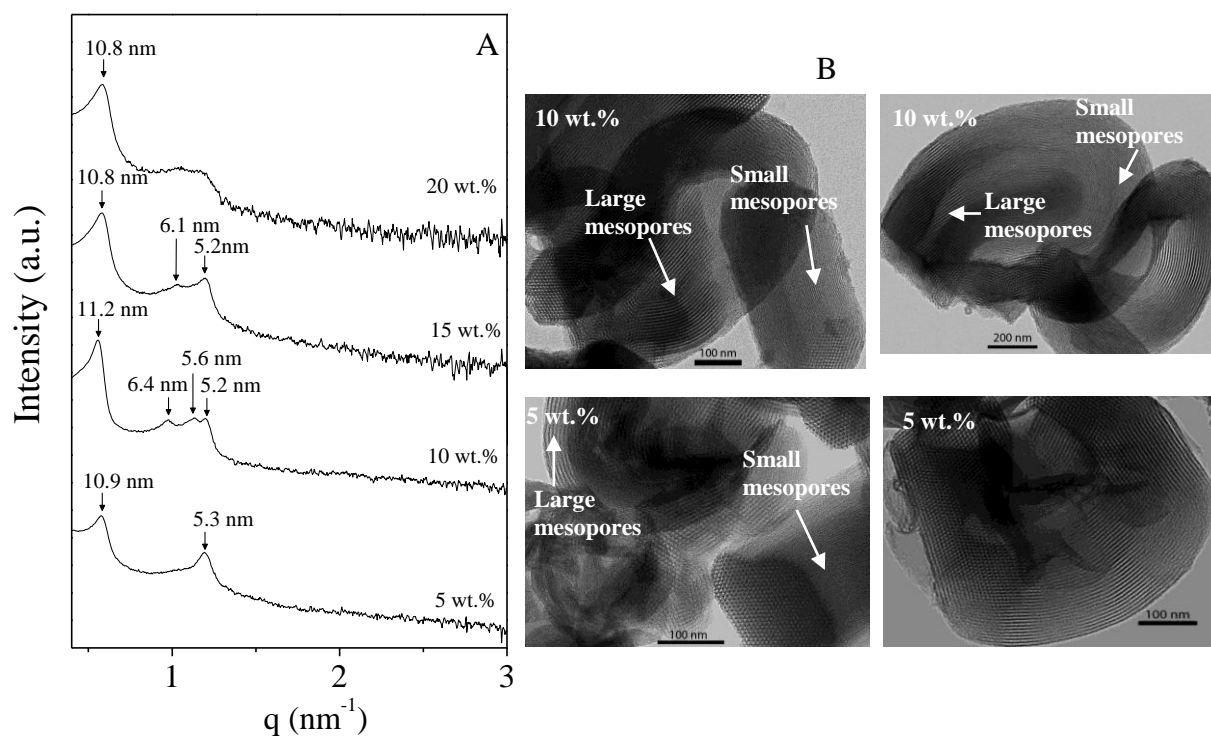 A
10.8 nm
20 wt.%
10.8 nm
6.1 nm
5.2nm
15 wt.%
11.2 nm
6.4 nm
5.6 nm
5.2 nm
10 wt.%
10.9 nm
5.3 nm
5 wt.%
Intensity (a.u.)
1
2
3
q (nm⁻¹)
B
10 wt.%
Large
mesopores
Small
mesopores
100 nm
10 wt.%
Small
mesopores
Large
mesopores
200 nm
5 wt.%
Large
mesopores
Small
mesopores
100 nm
5 wt.%
100 nm